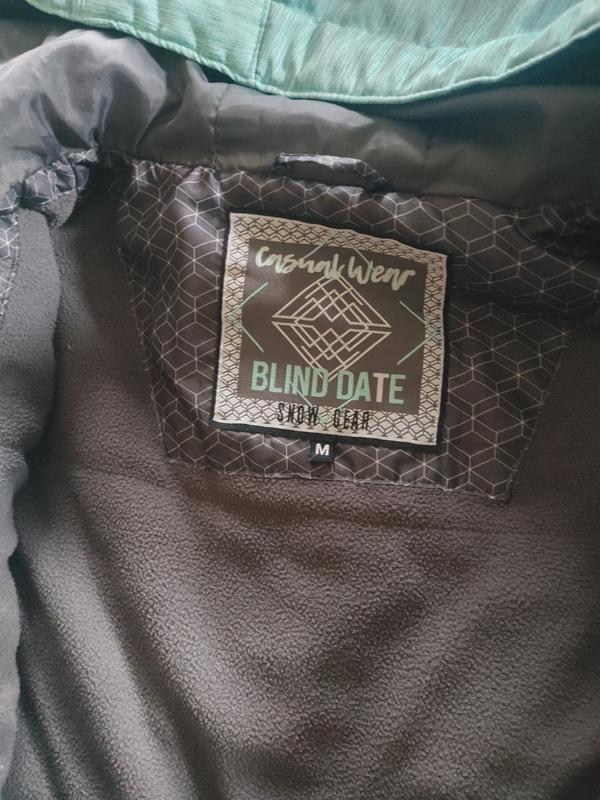 Casual Wear
BLIND DATE
SNOW GEAR
M